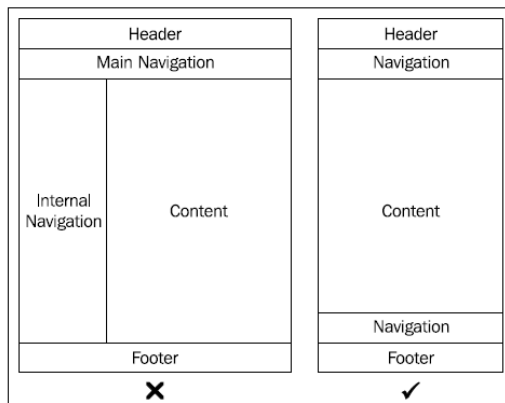 Header
Main Navigation
Internal
Navigation
Content
Footer
Header
Navigation
Content
Navigation
Footer